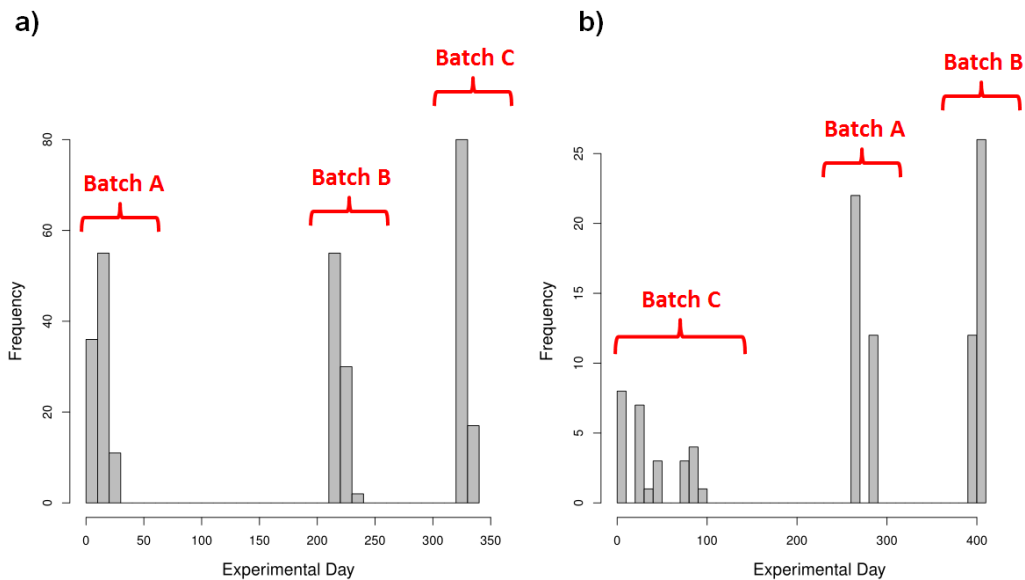 a)
Batch A
Batch B
Batch C
Frequency
0
20
40
60
80
0 50 100 150 200 250 300 350
Experimental Day
b)
Batch C
Batch A
Batch B
Frequency
0
5
10
15
20
25
0 100 200 300 400
Experimental Day